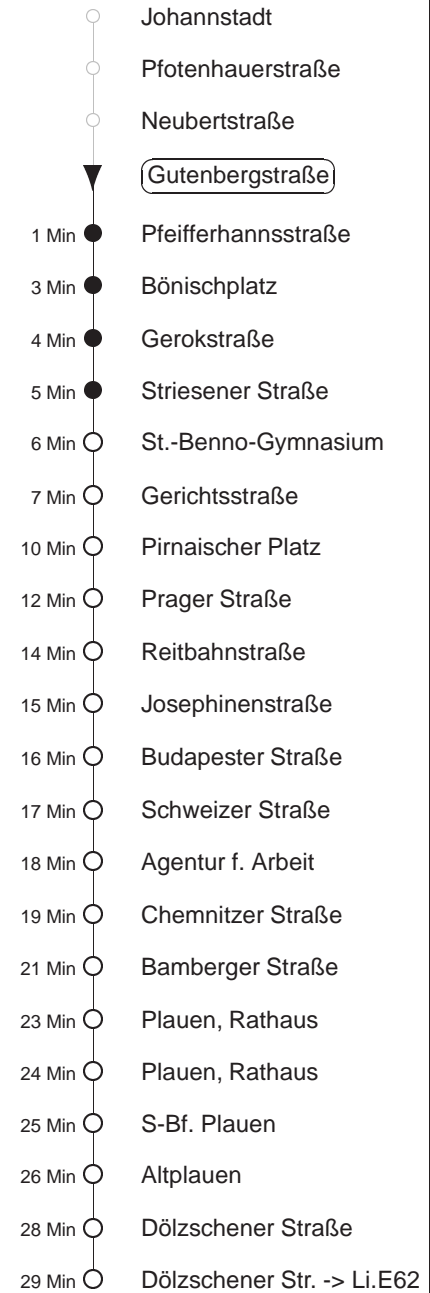 Johannstadt
Pfotenhauerstraße
Neubertstraße
Gutenbergstraße
1 Min Pfeifferhannsstraße
3 Min Bönischplatz
4 Min Gerokstraße
5 Min Striesener Straße
6 Min St.-Benno-Gymnasium
7 Min Gerichtsstraße
10 Min Pirnaischer Platz
12 Min Prager Straße
14 Min Reitbahnstraße
15 Min Josephinenstraße
16 Min Budapester Straße
17 Min Schweizer Straße
18 Min Agentur f. Arbeit
19 Min Chemnitzer Straße
21 Min Bamberger Straße
23 Min Plauen, Rathaus
24 Min Plauen, Rathaus
25 Min S-Bf. Plauen
26 Min Altplauen
28 Min Dölzschener Straße
29 Min Dölzschener Str. -> Li.E62